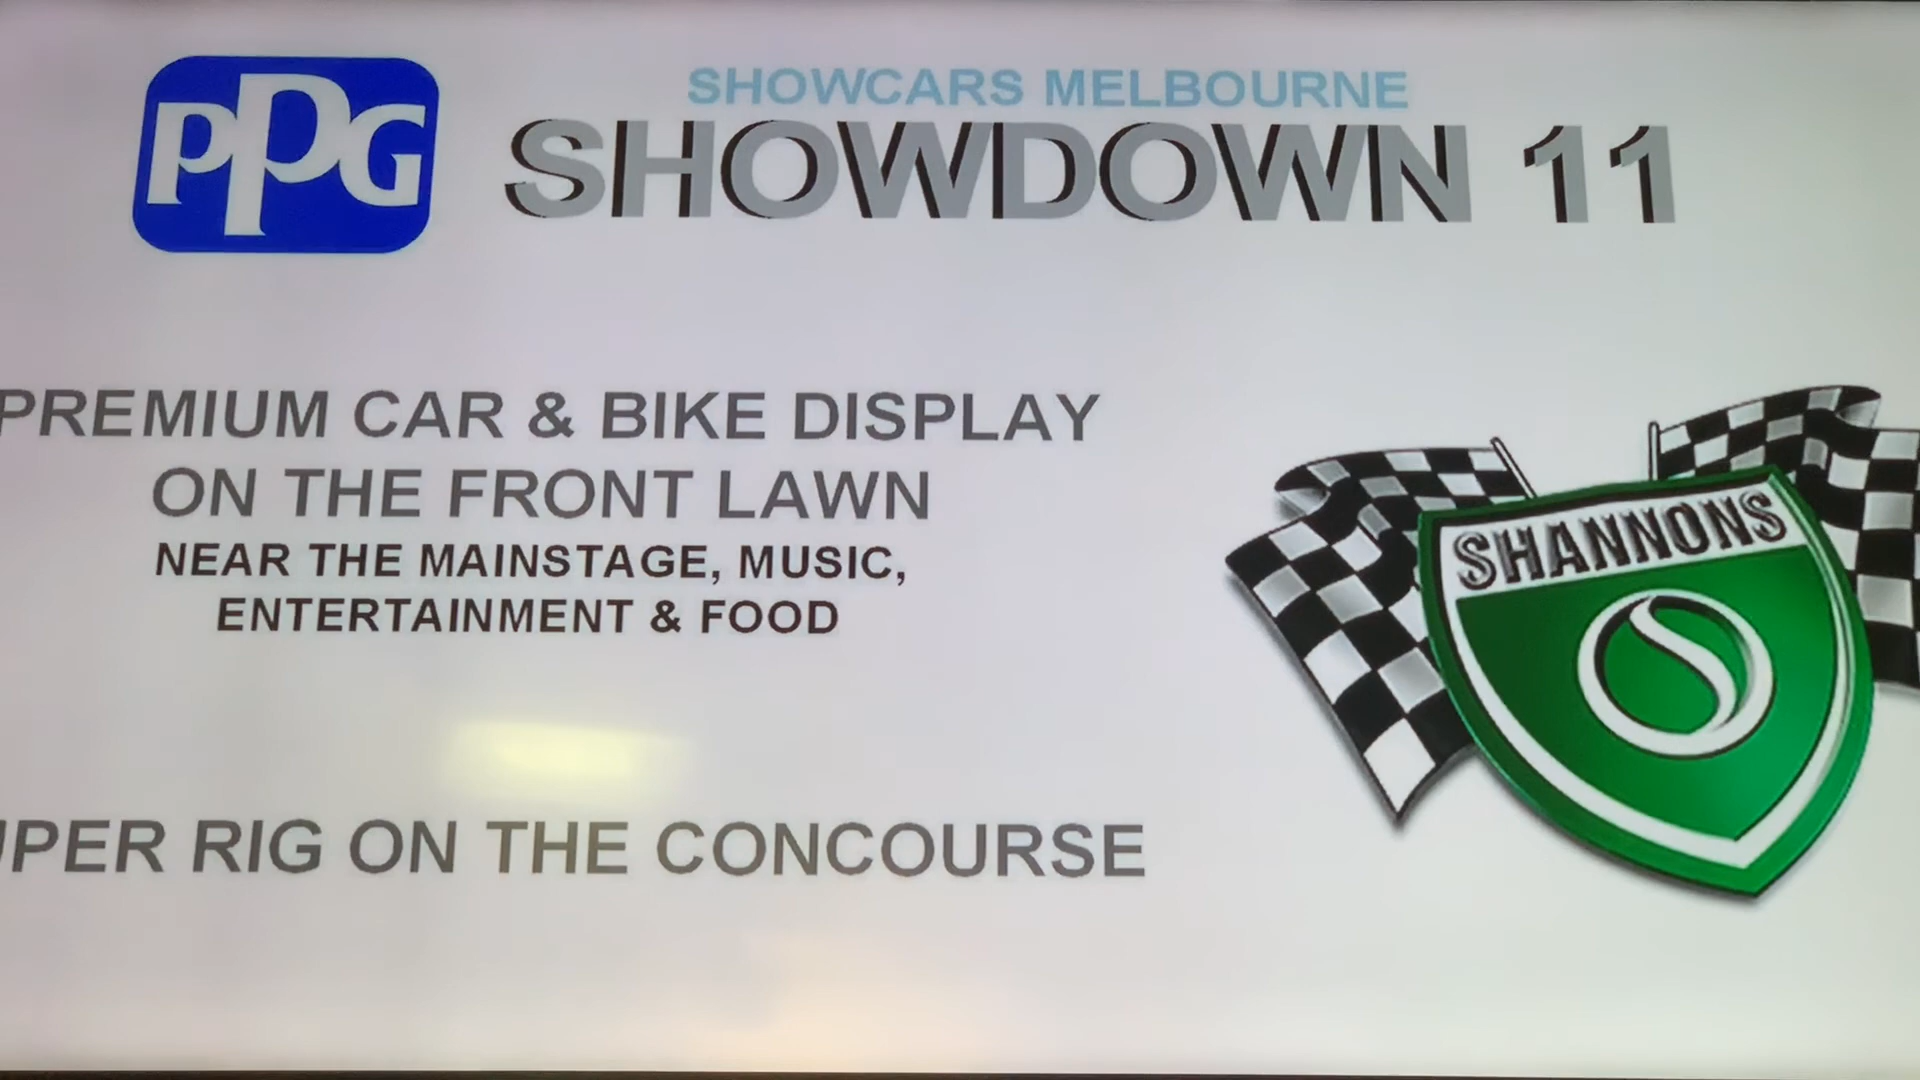 PPG
SHOWCARS MELBOURNE
SHOWDOWN 11
PREMIUM CAR & BIKE DISPLAY
ON THE FRONT LAWN
NEAR THE MAINSTAGE, MUSIC,
ENTERTAINMENT & FOOD
SHANNONS
RIG ON THE CONCOURSE